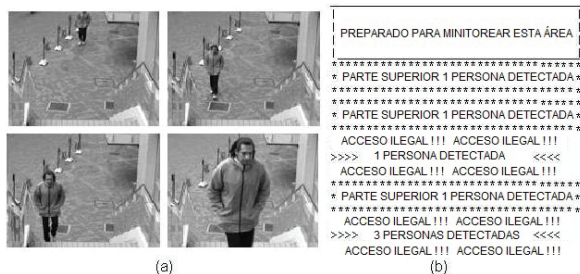 PREPARADO PARA MINITOREAR ESTA ÁREA
* PARTE SUPERIOR 1 PERSONA DETECTADA *
* PARTE SUPERIOR 1 PERSONA DETECTADA *
ACCESO ILEGAL !!! ACCESO ILEGAL !!!
>>>> 1 PERSONA DETECTADA <<<<
ACCESO ILEGAL !!! ACCESO ILEGAL !!!
* PARTE SUPERIOR 1 PERSONA DETECTADA *
ACCESO ILEGAL !!! ACCESO ILEGAL !!!
>>>> 3 PERSONAS DETECTADAS <<<<
ACCESO ILEGAL !!! ACCESO ILEGAL !!!
(a) (b)